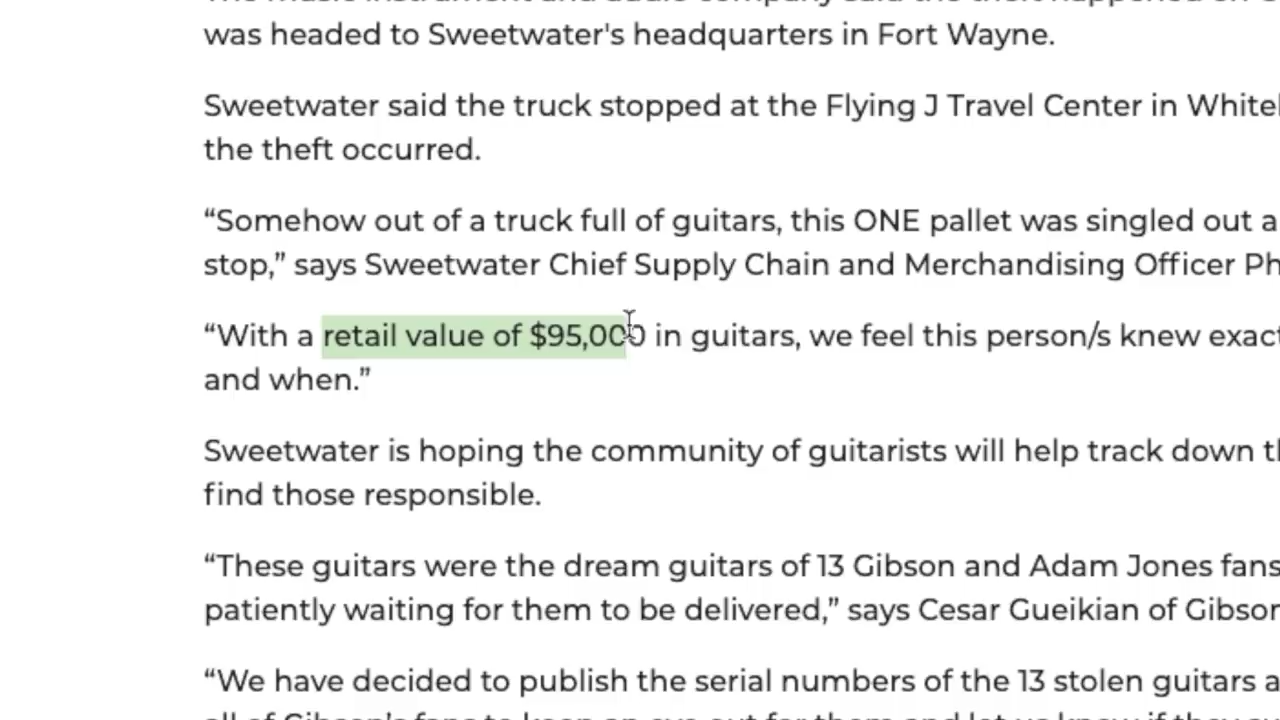 was headed to Sweetwater's headquarters in Fort Wayne.
Sweetwater said the truck stopped at the Flying J Travel Center in
the theft occurred.
“Somehow out of a truck full of guitars, this ONE pallet was singled out a
stop,” says Sweetwater Chief Supply Chain and Merchandising Officer
“With a retail value of $95,000 in guitars, we feel this person/s knew
and when.”
Sweetwater is hoping the community of guitarists will help track down
find those responsible.
“These guitars were the dream guitars of 13 Gibson and Adam Jones fans
patiently waiting for them to be delivered,” says Cesar Gueikian of Gibson
“We have decided to publish the serial numbers of the 13 stolen guitars a